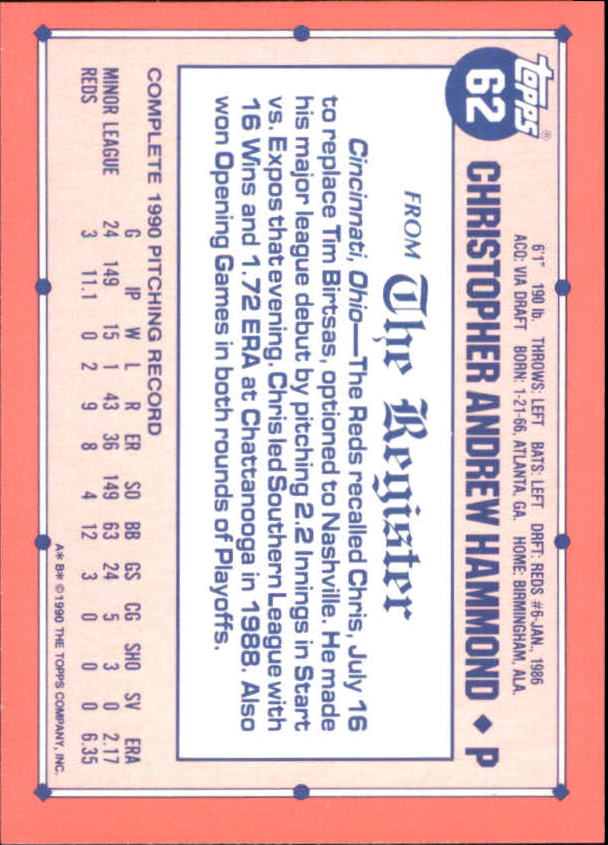 topps®
62
CHRISTOPHER ANDREW HAMMOND ◆ P
6'1" 190 lb. THROWS: LEFT BATS: LEFT DRFT: REDS #6-JAN., 1986
ACQ: VIA DRAFT BORN: 1-21-66, ATLANTA, GA. HOME: BIRMINGHAM, ALA.
FROM The Register
Cincinnati, Ohio—The Reds recalled Chris, July 16
to replace Tim Birtsas, optioned to Nashville. He made
his major league debut by pitching 2.2 Innings in Start
vs. Expos that evening. Chris led Southern League with
16 Wins and 1.72 ERA at Chattanooga in 1988. Also
won Opening Games in both rounds of Playoffs.
COMPLETE 1990 PITCHING RECORD
G IP W L R ER SO BB GS CG SHO SV ERA
MINOR LEAGUE 24 149 15 1 43 36 149 63 24 5 3 0 2.17
REDS 3 11.1 0 2 9 8 4 12 3 0 0 0 6.35
A* B* © 1990 THE TOPPS COMPANY, INC.